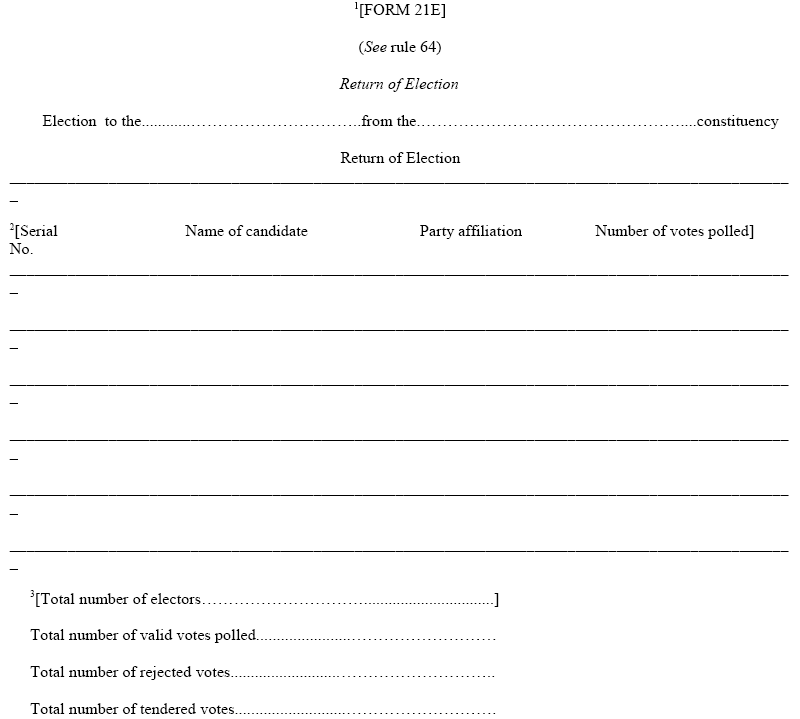 1[FORM 21E]
(See rule 64)
Return of Election
Election to the..............................................from the....................................................constituency
Return of Election
2[Serial No. Name of candidate Party affiliation Number of votes polled]
3[Total number of electors............................................................]
Total number of valid votes polled.................................................
Total number of rejected votes.....................................................
Total number of tendered votes.....................................................